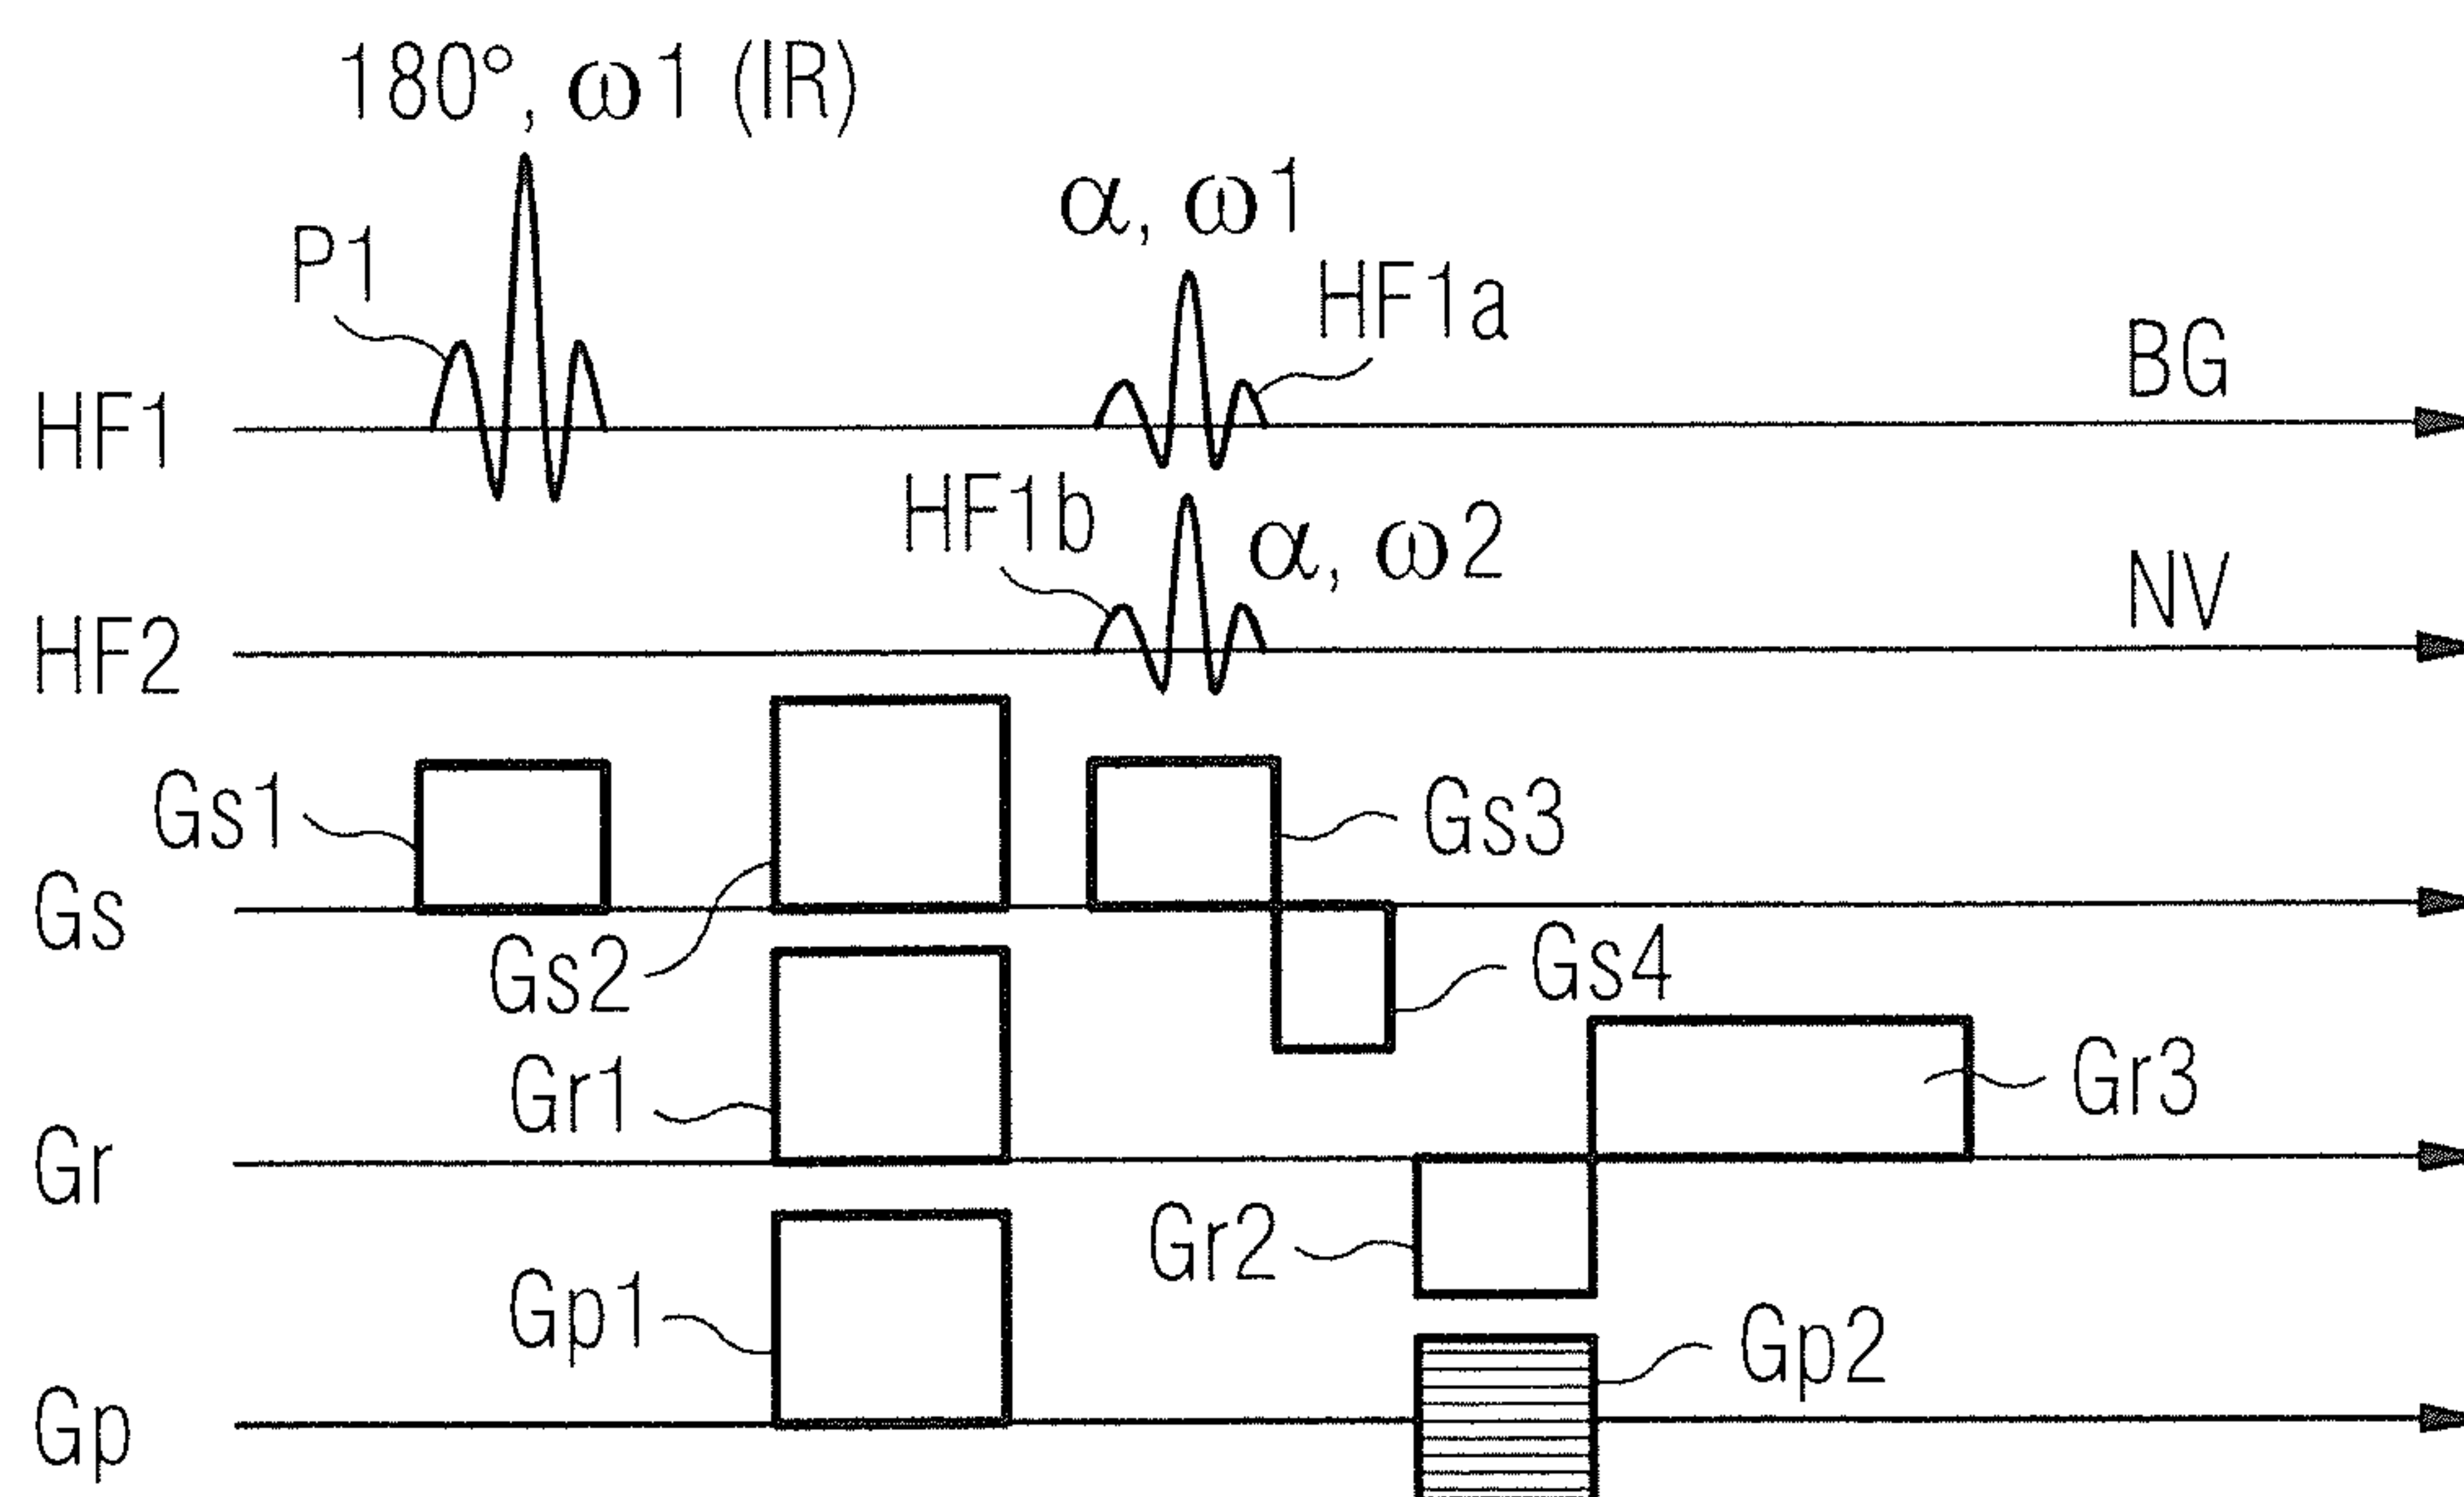 180°, ω1 (IR)
α, ω1
P1
HF1a
BG
HF1
HF1b
α, ω2
NV
HF2
Gs1
Gs3
Gs
Gs2
Gs4
Gr1
Gr3
Gr
Gr2
Gp1
Gp2
Gp